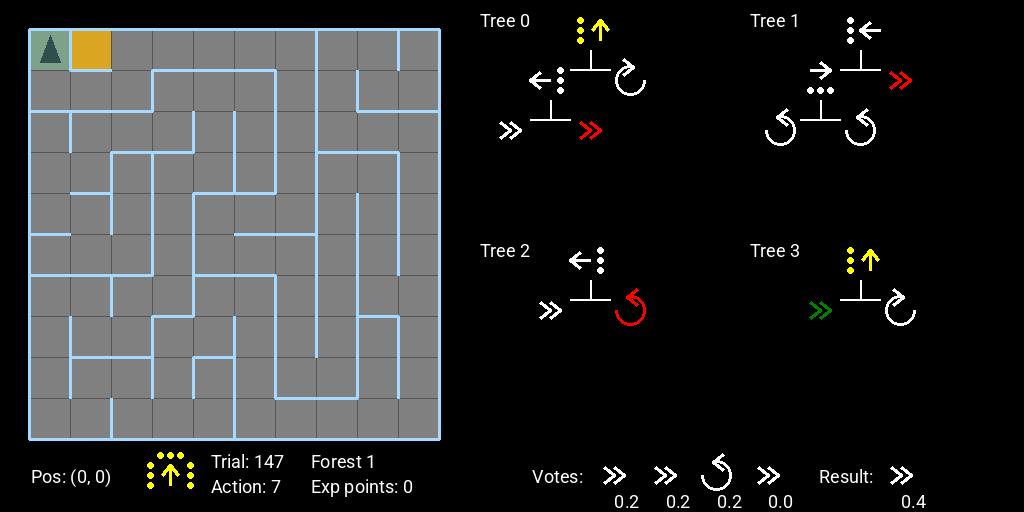 Tree 0
Tree 1
Tree 2
Tree 3
Pos: (0, 0)
Trial: 147
Forest 1
Action: 7
Exp points: 0
Votes:
Result:
0.2
0.2
0.2
0.0
0.4